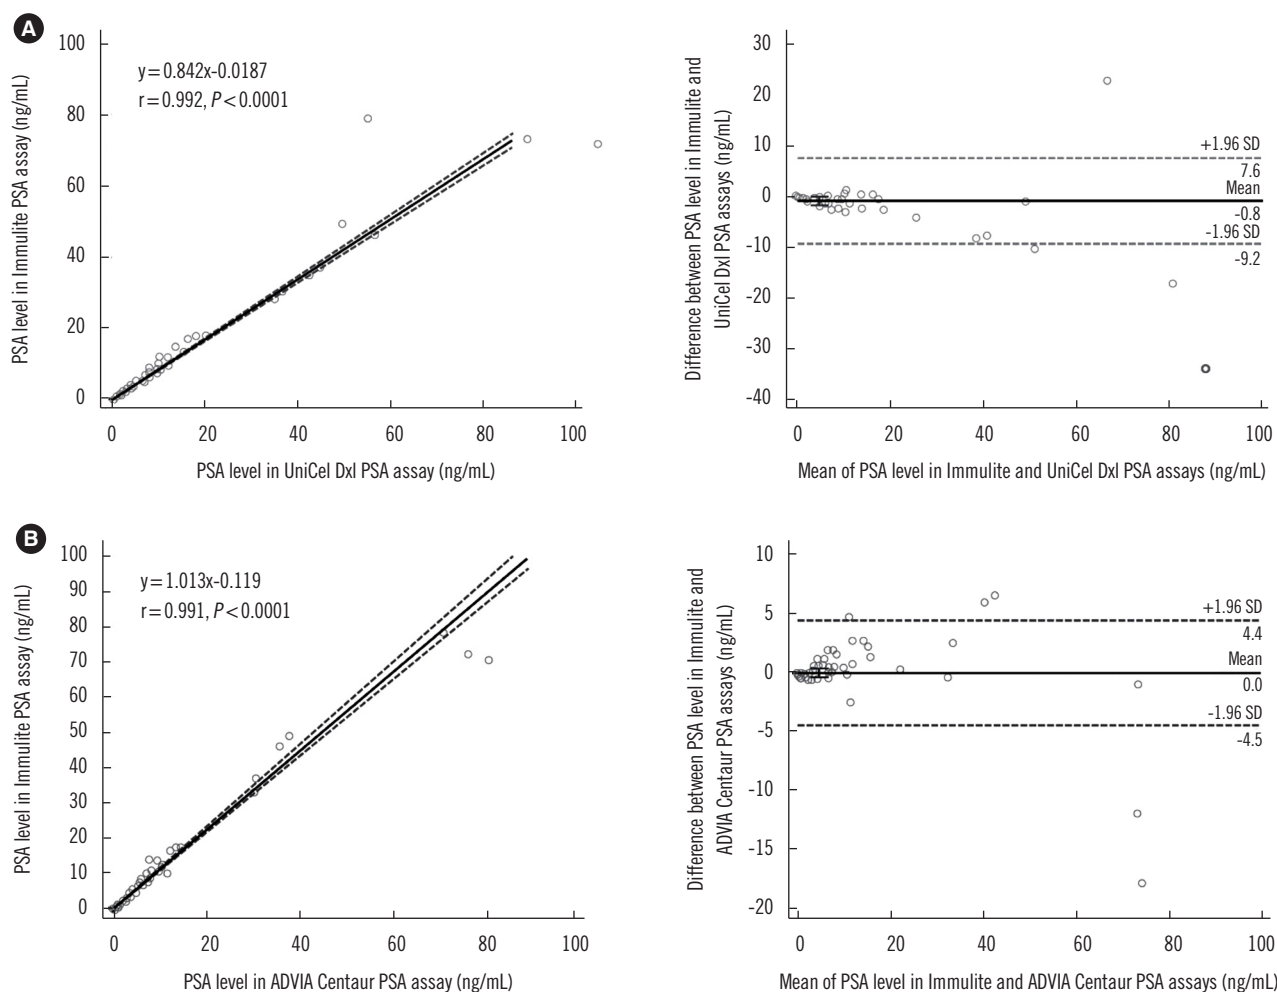 A
PSA level in Immulite PSA assay (ng/mL)
100
80
60
40
20
0
y=0.842x-0.0187
r=0.992, P<0.0001
0 20 40 60 80 100
PSA level in UniCel DxI PSA assay (ng/mL)
Difference between PSA level in Immulite and
UniCel DxI PSA assays (ng/mL)
30
20
10
0
-10
-20
-30
-40
+1.96 SD
7.6
Mean
-0.8
-1.96 SD
-9.2
0 20 40 60 80 100
Mean of PSA level in Immulite and UniCel DxI PSA assays (ng/mL)
B
PSA level in Immulite PSA assay (ng/mL)
100
90
80
70
60
50
40
30
20
10
0
y=1.013x-0.119
r=0.991, P<0.0001
0 20 40 60 80 100
PSA level in ADVIA Centaur PSA assay (ng/mL)
Difference between PSA level in Immulite and
ADVIA Centaur PSA assays (ng/mL)
10
5
0
-5
-10
-15
-20
+1.96 SD
4.4
Mean
0.0
-1.96 SD
-4.5
0 20 40 60 80 100
Mean of PSA level in Immulite and ADVIA Centaur PSA assays (ng/mL)